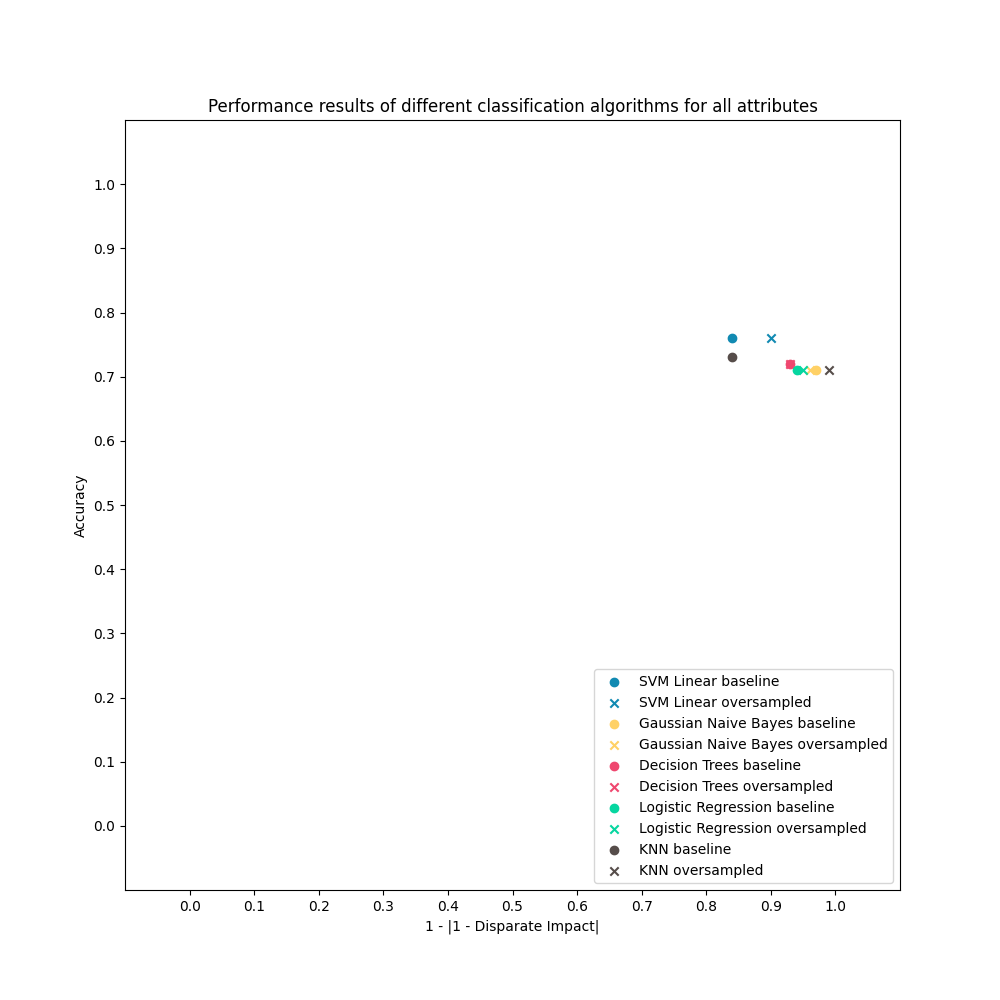 Performance results of different classification algorithms for all attributes
1.0
0.9
0.8
0.7
0.6
0.5
0.4
0.3
0.2
0.1
0.0
Accuracy
SVM Linear baseline
SVM Linear oversampled
Gaussian Naive Bayes baseline
Gaussian Naive Bayes oversampled
Decision Trees baseline
Decision Trees oversampled
Logistic Regression baseline
Logistic Regression oversampled
KNN baseline
KNN oversampled
0.0 0.1 0.2 0.3 0.4 0.5 0.6 0.7 0.8 0.9 1.0
1 - |1 - Disparate Impact|